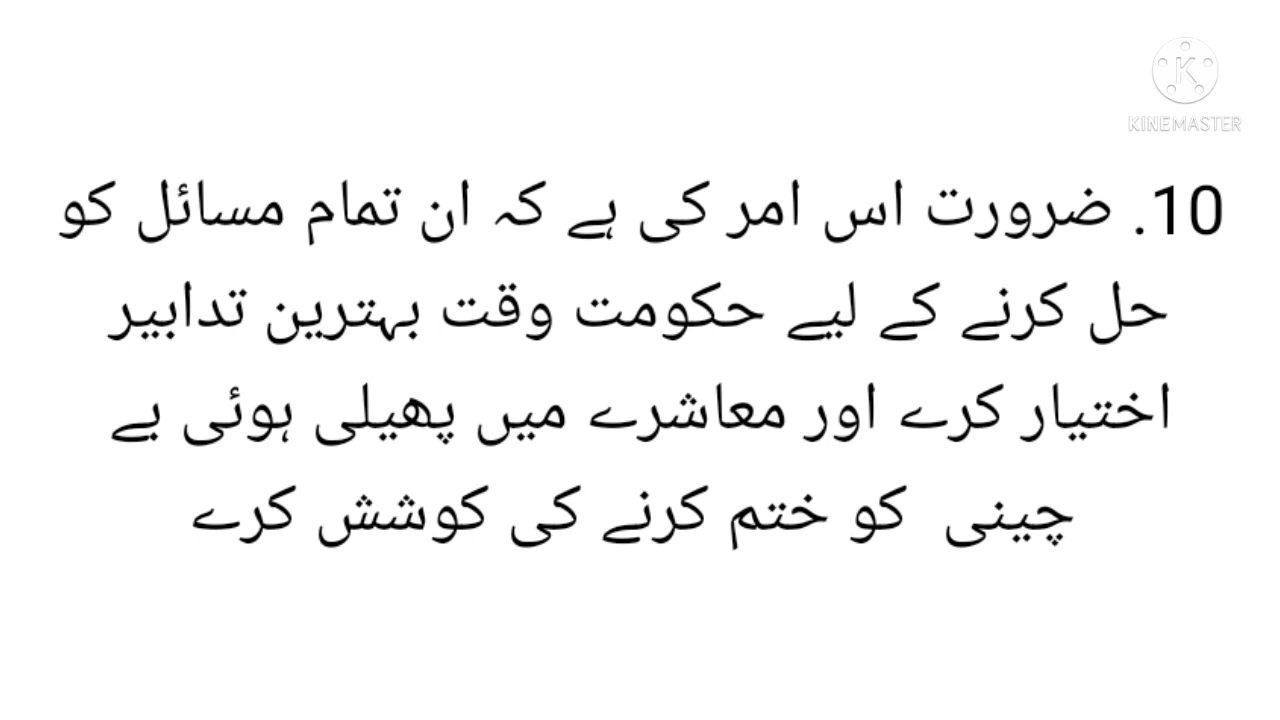 KINEMASTER
10. ضرورت اس امر کی ہے کہ ان تمام مسائل کو
حل کرنے کے لیے حکومت وقت بہترین تدابیر
اختیار کرے اور معاشرے میں پھیلی ہوئی بے
چینی کو ختم کرنے کی کوشش کرے